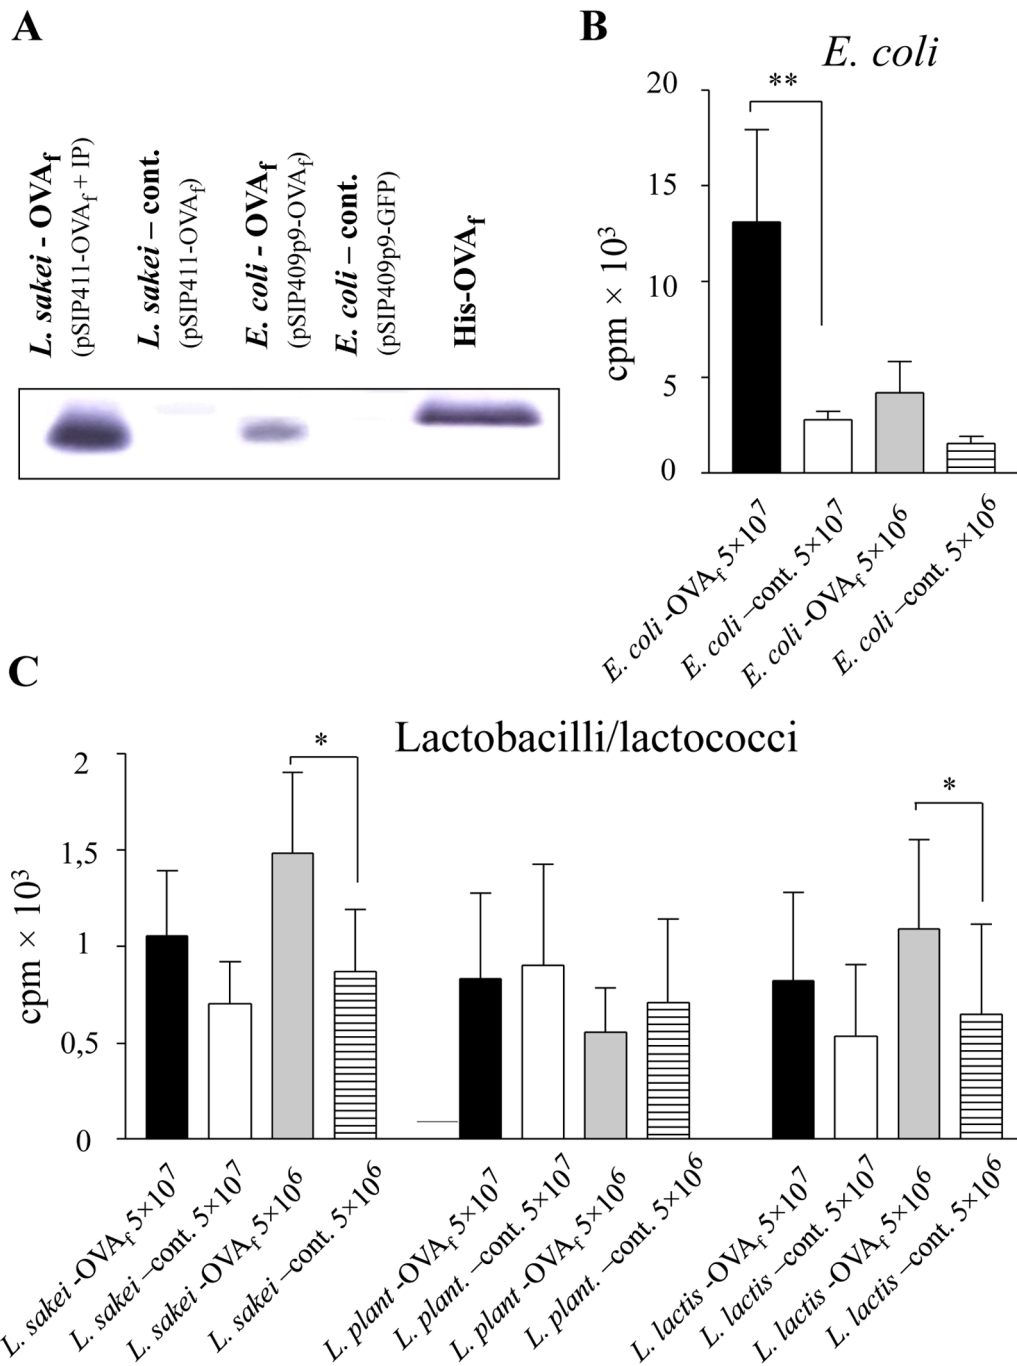 A
L. sakei - OVAf
(pSIP411-OVAf + IP)
L. sakei – cont.
(pSIP411-OVAf)
E. coli - OVAf
(pSIP409p9-OVAf)
E. coli – cont.
(pSIP409p9-GFP)
His-OVAf
B
E. coli
**
20
15
10
5
0
cpm × 10³
E. coli -OVAf 5×10⁷
E. coli –cont. 5×10⁷
E. coli -OVAf 5×10⁶
E. coli –cont. 5×10⁶
C
Lactobacilli/lactococci
*
*
2
1,5
1
0,5
0
cpm × 10³
L. sakei -OVAf 5×10⁷
L. sakei –cont. 5×10⁷
L. sakei -OVAf 5×10⁶
L. sakei –cont. 5×10⁶
L. plant -OVAf 5×10⁷
L. plant. –cont. 5×10⁷
L. plant -OVAf 5×10⁶
L. plant. –cont. 5×10⁶
L. lactis -OVAf 5×10⁷
L. lactis –cont. 5×10⁷
L. lactis -OVAf 5×10⁶
L. lactis –cont. 5×10⁶